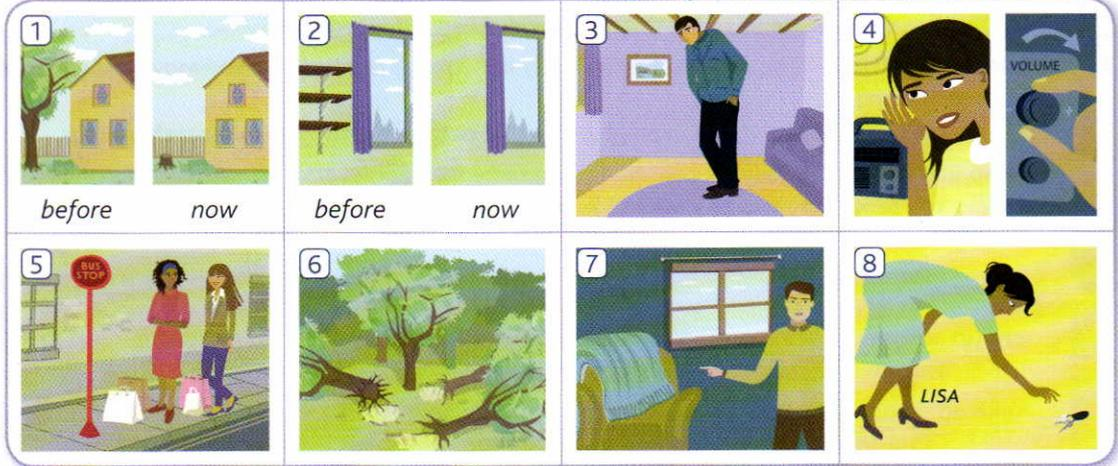 1
2
3
4
VOLUME
before
now
before
now
5
BUS
STOP
6
7
8
LISA